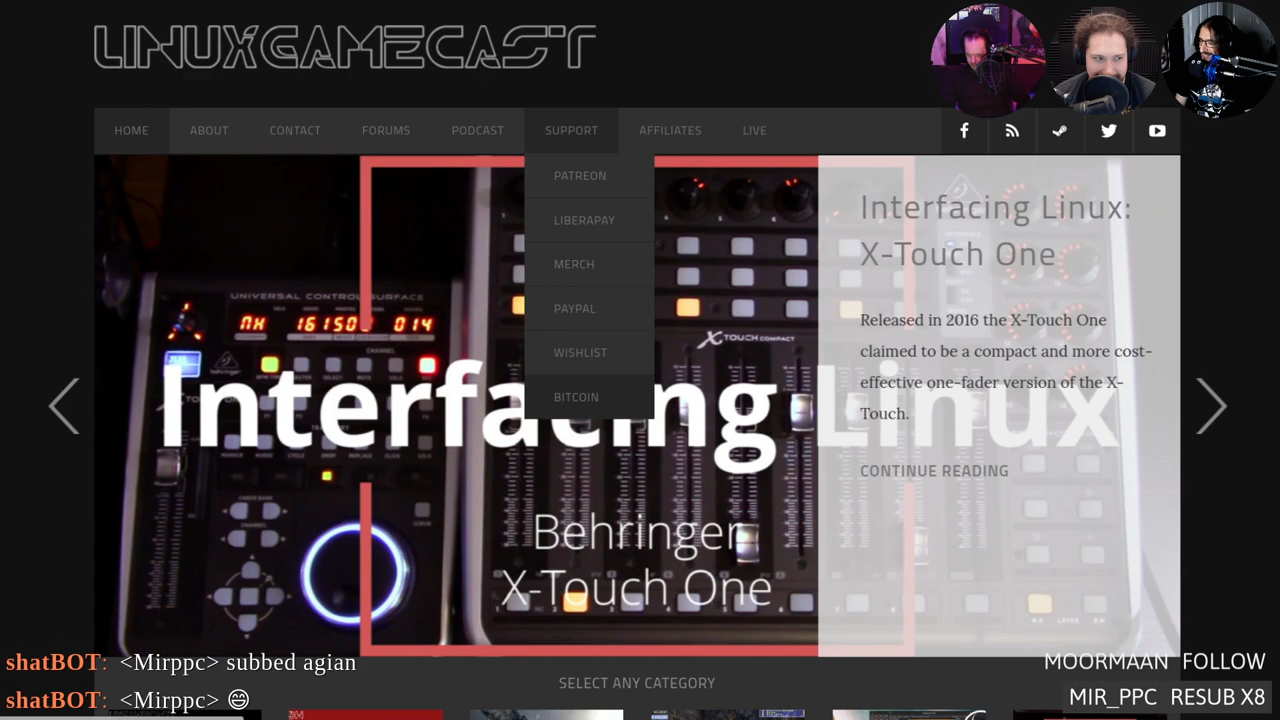 LINUXGAMECAST
HOME ABOUT CONTACT FORUMS PODCAST SUPPORT AFFILIATES LIVE
PATREON
LIBERAPAY
MERCH
PAYPAL
WISHLIST
BITCOIN
UNIVERSAL CONTROL SURFACE
16150 014
X TOUCH COMPACT
Interfacing Linux
Behringer
X-Touch One
Interfacing Linux:
X-Touch One
Released in 2016 the X-Touch One
claimed to be a compact and more cost-
effective one-fader version of the X-
Touch.
CONTINUE READING
SELECT ANY CATEGORY
shatBOT: <Mirppc> subbed agian
shatBOT: <Mirppc> 😄
MOORMAAN FOLLOW
MIR_PPC RESUB X8